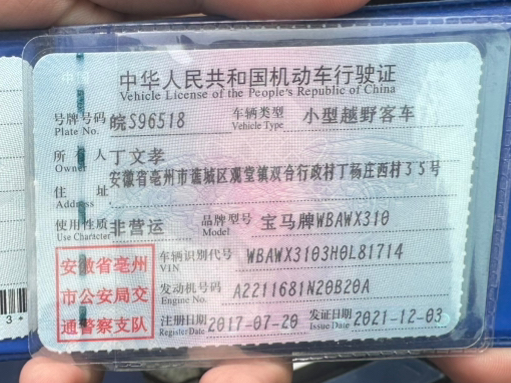 中华人民共和国机动车行驶证
Vehicle License of the People's Republic of China
号牌号码 皖S96518 车辆类型 小型越野客车
Plate No. Vehicle Type
所有人 丁文孝
Owner
住址 安徽省亳州市谯城区观堂镇双合行政村丁杨庄西村35号
Address
使用性质 非营运 品牌型号 宝马牌WBAWX310
Use Character Model
安徽省亳州市公安局交通警察支队
车辆识别代号 WBAWX3103H0L81714
VIN
发动机号码 A2211681N20B20A
Engine No.
注册日期 2017-07-20 发证日期 2021-12-03
Register Date Issue Date
3+